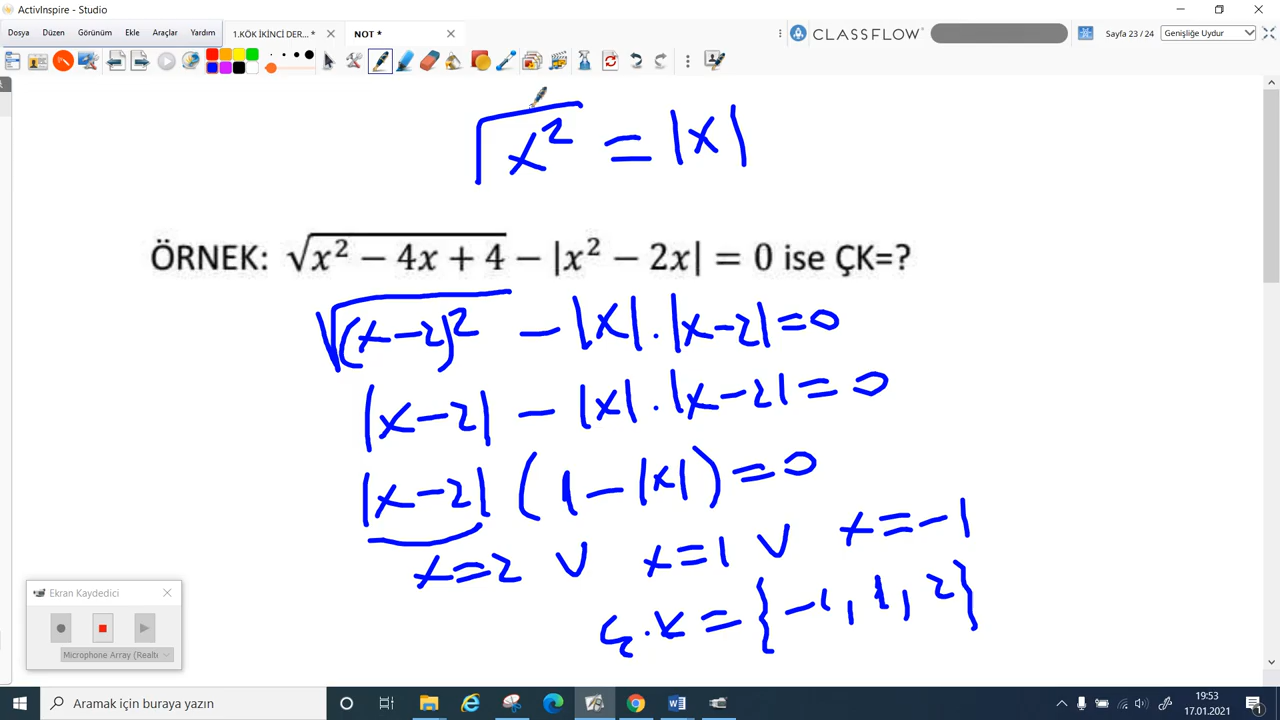 ActivInspire - Studio
Dosya Düzen Görünüm Ekle Araçlar Yardım
1.KÖK İKİNCİ DER... *
NOT *
CLASSFLOW
Sayfa 23 / 24
Genişliğe Uydur
√x² = |x|
ÖRNEK: √x² − 4x + 4 − |x² − 2x| = 0 ise ÇK=?
√(x−2)² − |x| . |x−2| = 0
|x−2| − |x| . |x−2| = 0
|x−2| (1 − |x|) = 0
x=2 ∨ x=1 ∨ x=−1
Ç.K = {−1, 1, 2}
Ekran Kaydedici
Microphone Array (Realt
Aramak için buraya yazın
19:53
17.01.2021
1